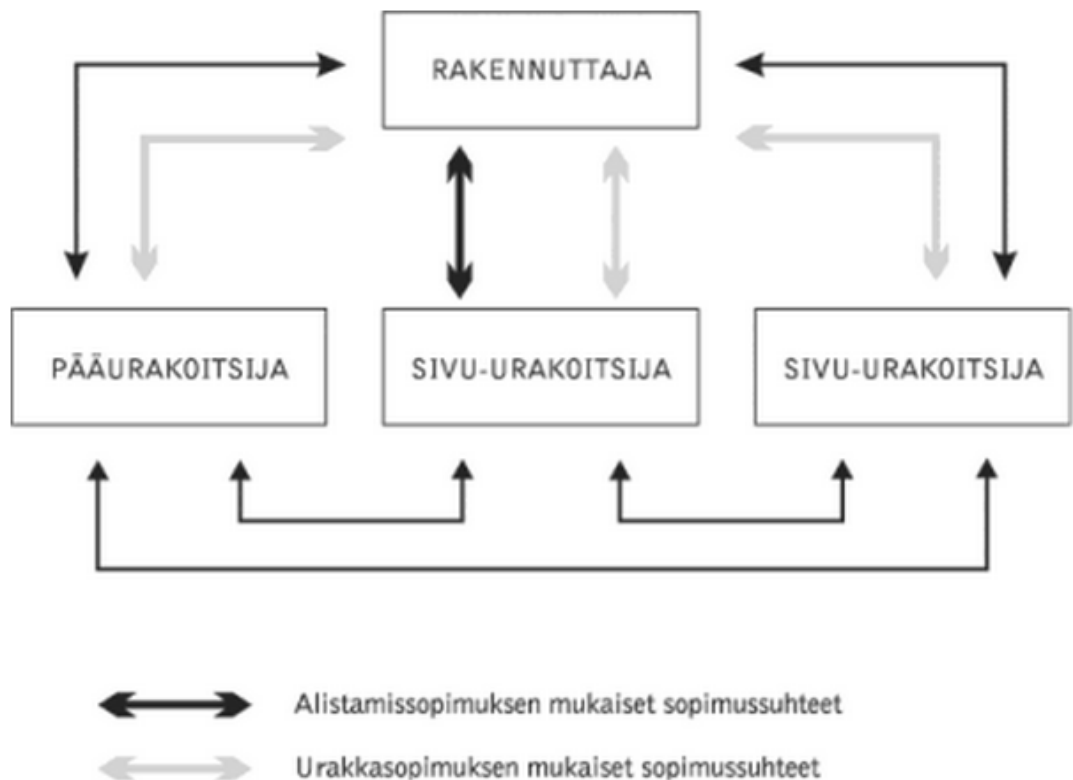 RAKENNUTTAJA
PÄÄURAKOITSIJA
SIVU-URAKOITSIJA
SIVU-URAKOITSIJA
Alistamissopimuksen mukaiset sopimussuhteet
Urakkasopimuksen mukaiset sopimussuhteet